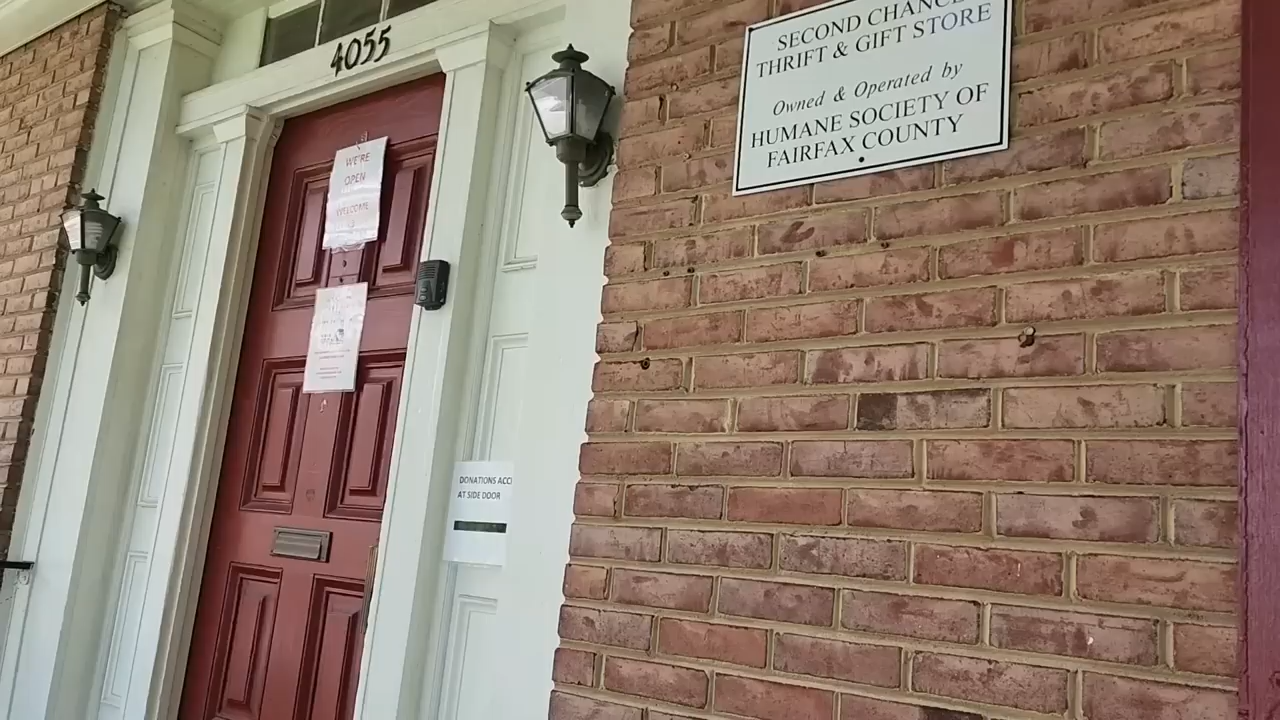 4055
WE'RE
OPEN
WELCOME
SECOND CHANCE
THRIFT & GIFT STORE
Owned & Operated by
HUMANE SOCIETY OF
FAIRFAX COUNTY
DONATIONS ACC
AT SIDE DOOR